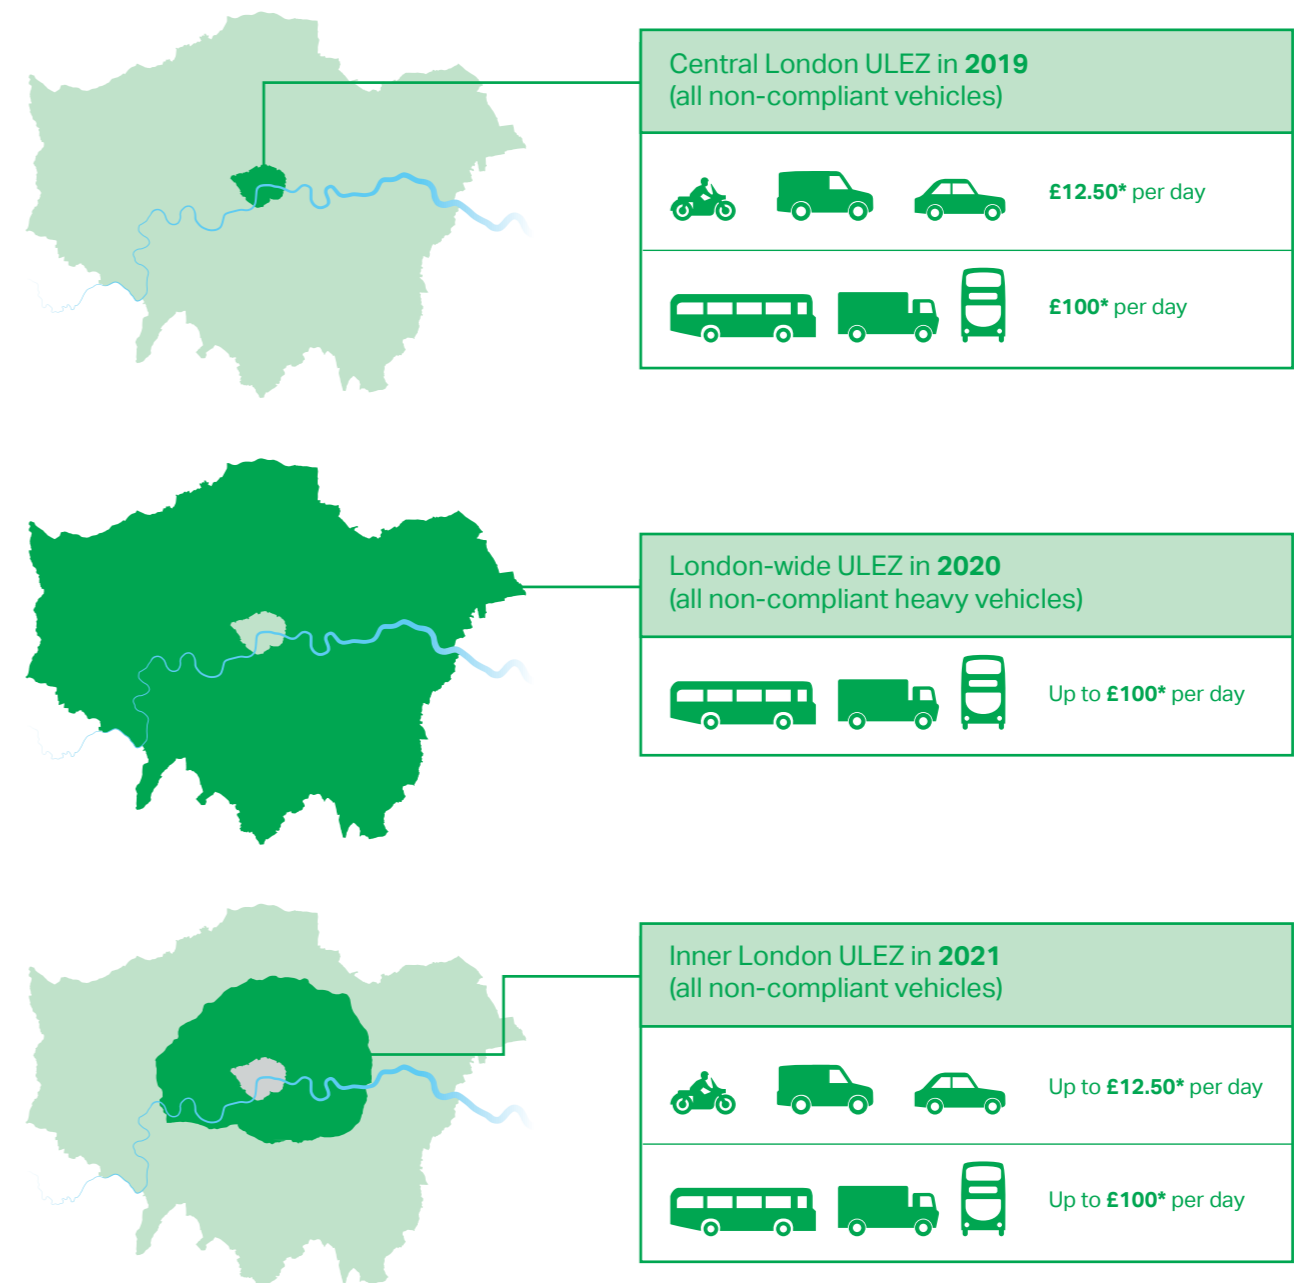 Central London ULEZ in 2019
(all non-compliant vehicles)
£12.50* per day
£100* per day
London-wide ULEZ in 2020
(all non-compliant heavy vehicles)
Up to £100* per day
Inner London ULEZ in 2021
(all non-compliant vehicles)
Up to £12.50* per day
Up to £100* per day